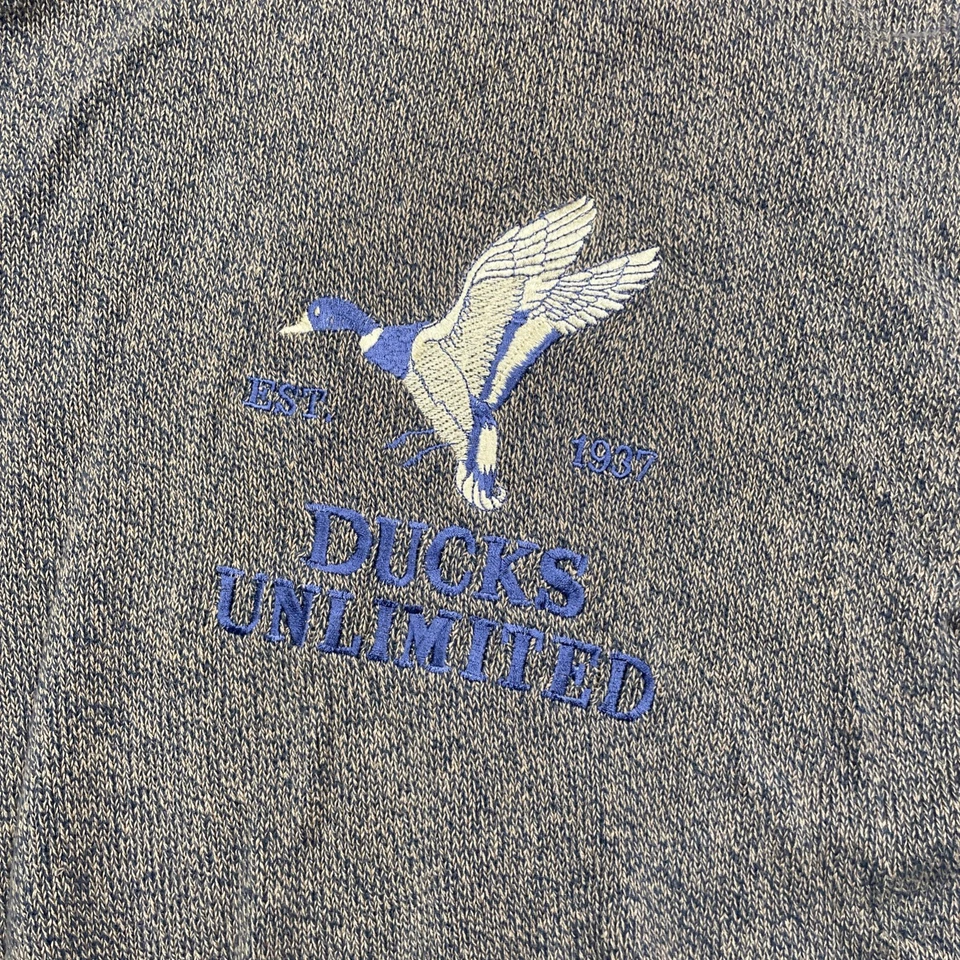 EST. 1937
DUCKS
UNLIMITED